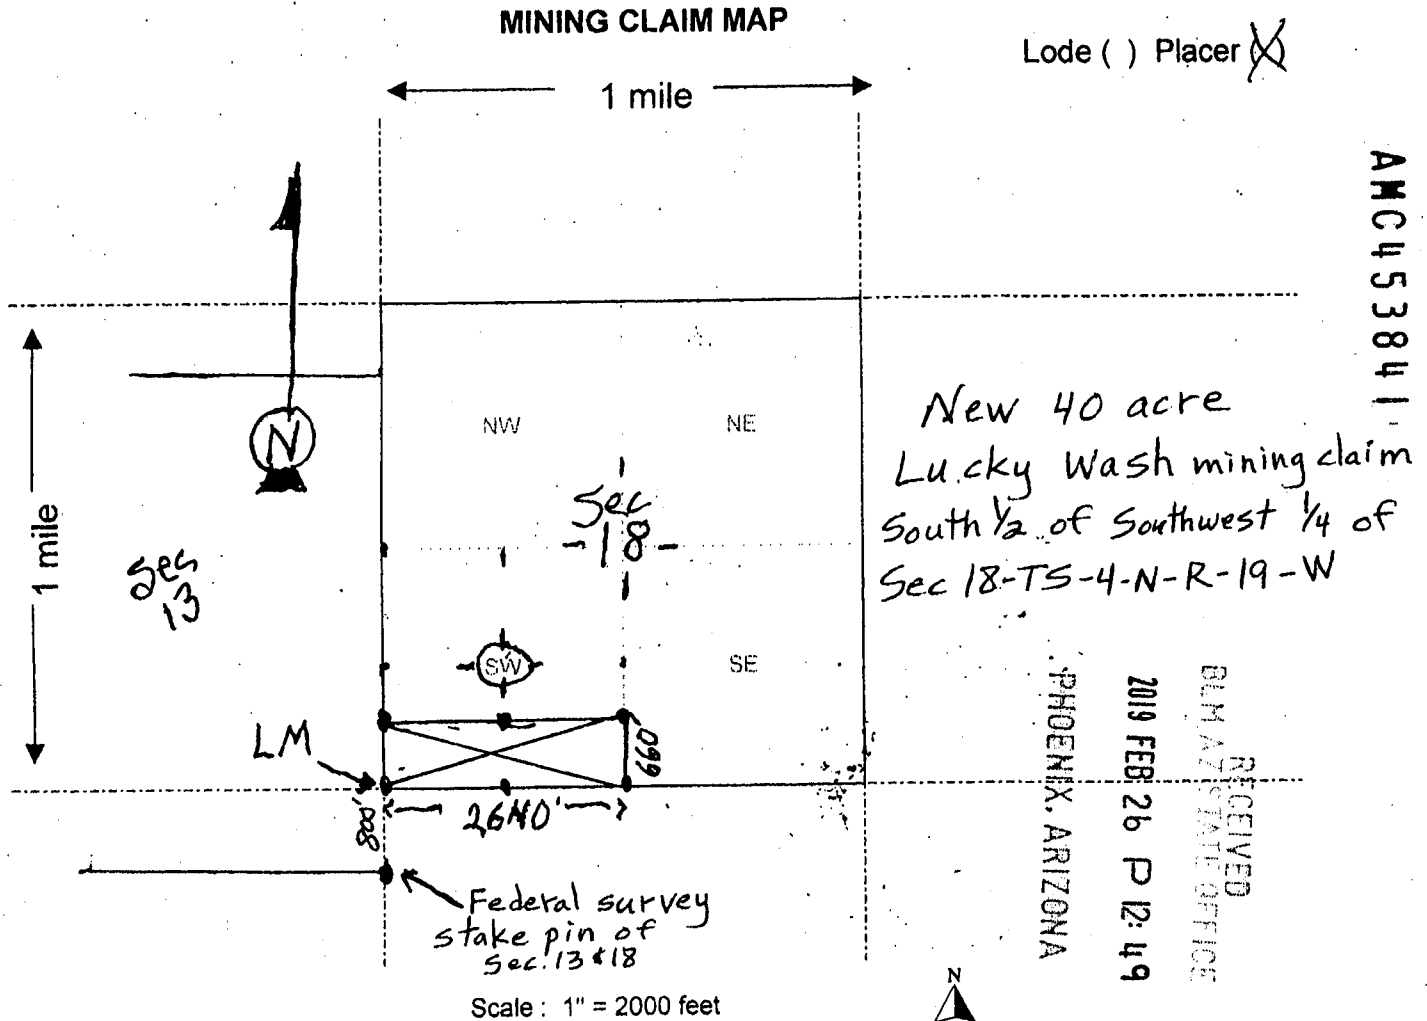 MINING CLAIM MAP
Lode ( ) Placer (X)
1 mile
AMC453841
N
1 mile
NW
NE
New 40 acre
Lucky Wash mining claim
South 1/2 of Southwest 1/4 of
Sec 18-TS-4-N-R-19-W
Sec
18
Sec
13
SW
SE
LM
660'
2640'
800'
Federal survey
stake pin of
Sec. 13 & 18
RECEIVED
BLM AZ STATE OFFICE
2019 FEB 26 P 12:49
PHOENIX, ARIZONA
N
Scale : 1" = 2000 feet